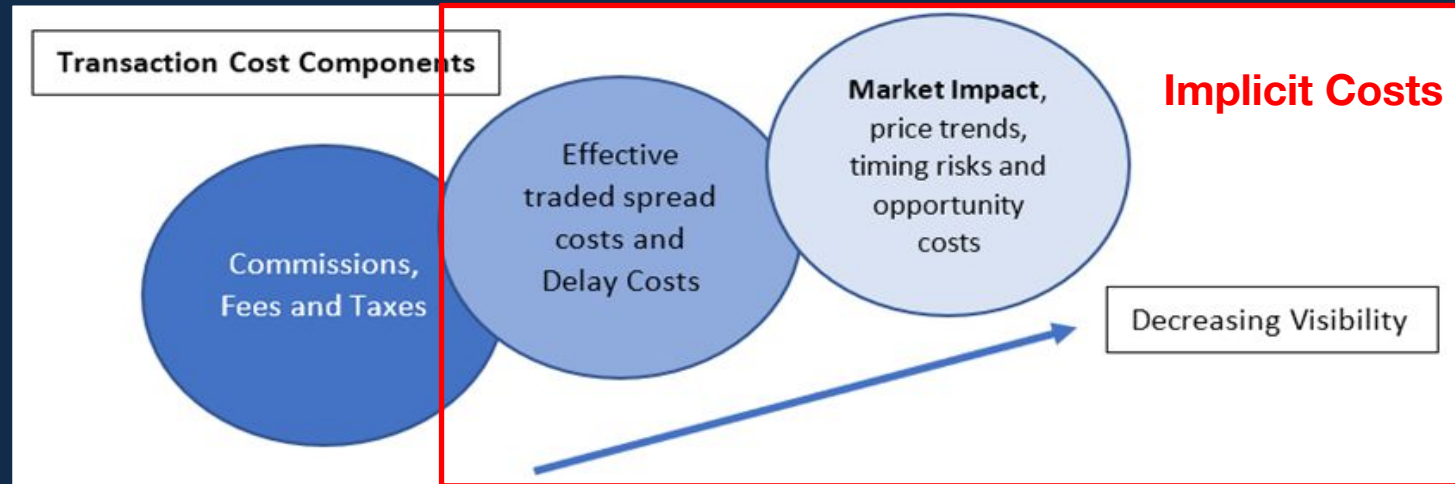 Transaction Cost Components
Commissions,
Fees and Taxes
Effective
traded spread
costs and
Delay Costs
Market Impact,
price trends,
timing risks and
opportunity
costs
Implicit Costs
Decreasing Visibility